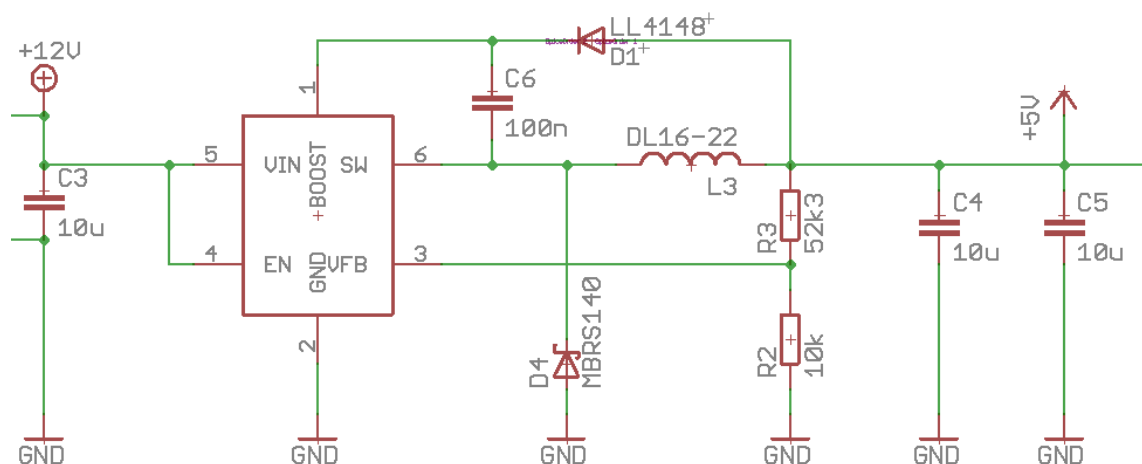 LL4148
D1
+12V
1
C6
100n
+5V
DL16-22
L3
5
VIN
BOOST
SW
6
C3
10u
R3
52k3
C4
10u
C5
10u
4
EN
GND
VFB
3
2
D4
MBRS140
R2
10k
GND
GND
GND
GND
GND
GND